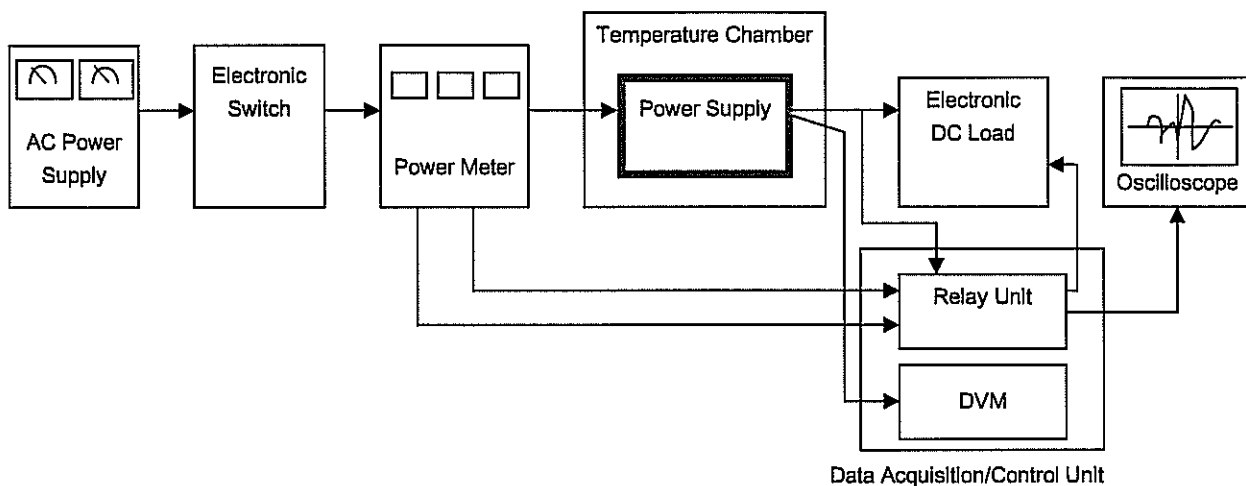 AC Power
Supply
Electronic
Switch
Power Meter
Temperature Chamber
Power Supply
Electronic
DC Load
Oscilloscope
Relay Unit
DVM
Data Acquisition/Control Unit